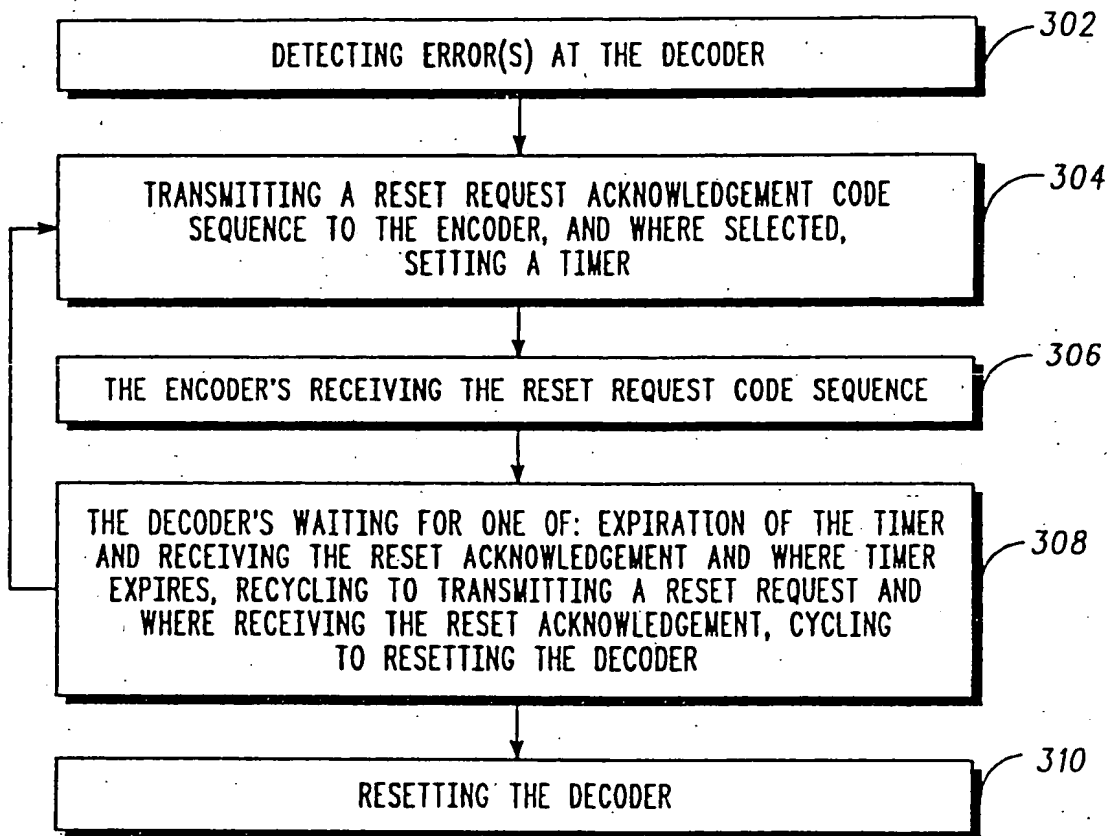 DETECTING ERROR(S) AT THE DECODER
302
TRANSMITTING A RESET REQUEST ACKNOWLEDGEMENT CODE
SEQUENCE TO THE ENCODER, AND WHERE SELECTED,
SETTING A TIMER
304
THE ENCODER'S RECEIVING THE RESET REQUEST CODE SEQUENCE
306
THE DECODER'S WAITING FOR ONE OF: EXPIRATION OF THE TIMER
AND RECEIVING THE RESET ACKNOWLEDGEMENT AND WHERE TIMER
EXPIRES, RECYCLING TO TRANSMITTING A RESET REQUEST AND
WHERE RECEIVING THE RESET ACKNOWLEDGEMENT, CYCLING
TO RESETTING THE DECODER
308
RESETTING THE DECODER
310